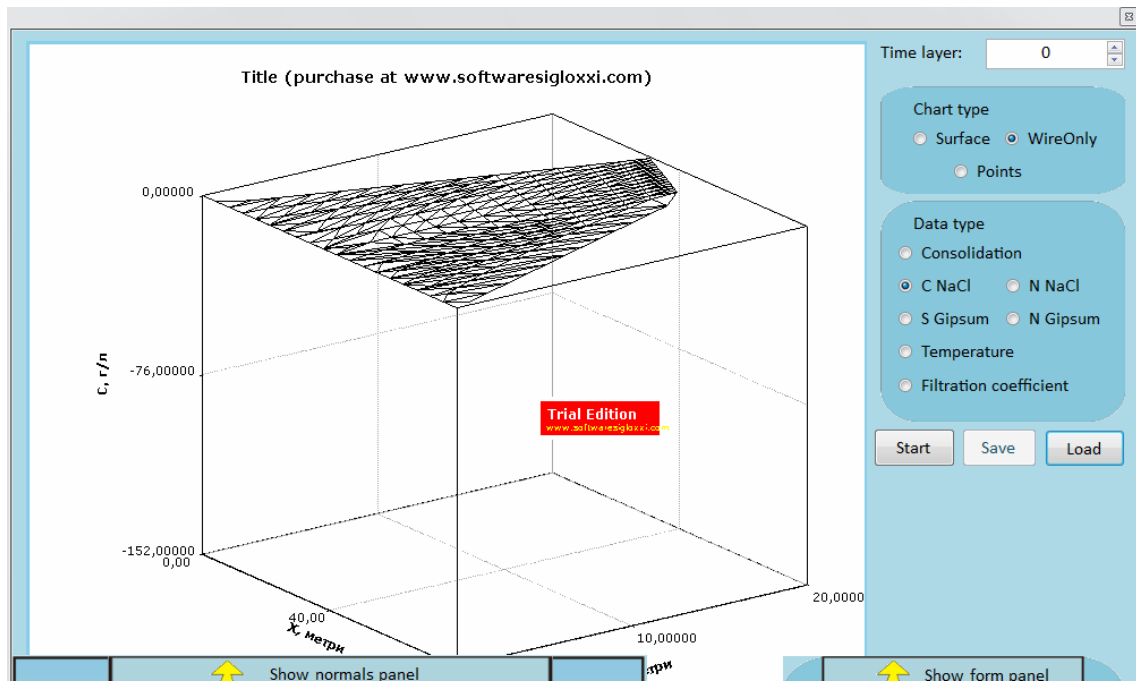 Time layer:
0
Title (purchase at www.softwaresigloxxi.com)
Chart type
Surface
WireOnly
Points
0,00000
Data type
Consolidation
C NaCl
N NaCl
S Gipsum
N Gipsum
Temperature
Filtration coefficient
C, г/л
-76,00000
Trial Edition
www.softwaresigloxxi.com
Start
Save
Load
-152,00000
0,00
40,00
X, метри
10,00000
20,0000
Show normals panel
Show form panel